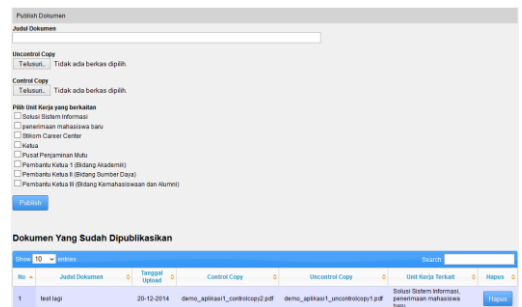 Publish Dokumen
Judul Dokumen
Uncontrol Copy
Telusuri.. Tidak ada berkas dipilih.
Control Copy
Telusuri.. Tidak ada berkas dipilih.
Pilih Unit Kerja yang berkaitan
Solusi Sistem Informasi
penerimaan mahasiswa baru
Stikom Career Center
Ketua
Pusat Penjaminan Mutu
Pembantu Ketua 1 (Bidang Akademik)
Pembantu Ketua II (Bidang Sumber Daya)
Pembantu Ketua III (Bidang Kemahasiswaan dan Alumni)
Publish
Dokumen Yang Sudah Dipublikasikan
Show 10 entries Search
No Judul Dokumen Tanggal Upload Control Copy Uncontrol Copy Unit Kerja Terkait Hapus
1 test lagi 20-12-2014 demo_aplikasi1_controlcopy2.pdf demo_aplikasi1_uncontrolcopy1.pdf Solusi Sistem Informasi, penerimaan mahasiswa baru Hapus